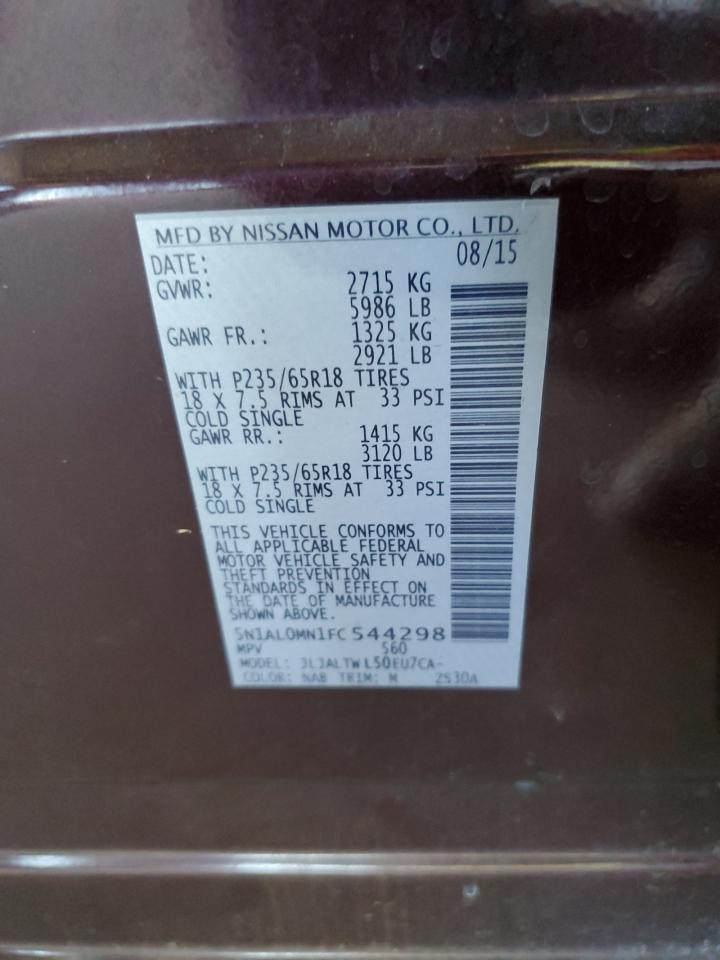 MFD BY NISSAN MOTOR CO., LTD.
DATE: 08/15
GVWR: 2715 KG
5986 LB
GAWR FR.: 1325 KG
2921 LB
WITH P235/65R18 TIRES
18 X 7.5 RIMS AT 33 PSI
COLD SINGLE
GAWR RR.: 1415 KG
3120 LB
WITH P235/65R18 TIRES
18 X 7.5 RIMS AT 33 PSI
COLD SINGLE
THIS VEHICLE CONFORMS TO
ALL APPLICABLE FEDERAL
MOTOR VEHICLE SAFETY AND
THEFT PREVENTION
STANDARDS IN EFFECT ON
THE DATE OF MANUFACTURE
SHOWN ABOVE.
5N1AL0MN1FC544298
MPV 560
MODEL: JLJALTWL50EU7CA-
COLOR: NAB TRIM: M ZS30A